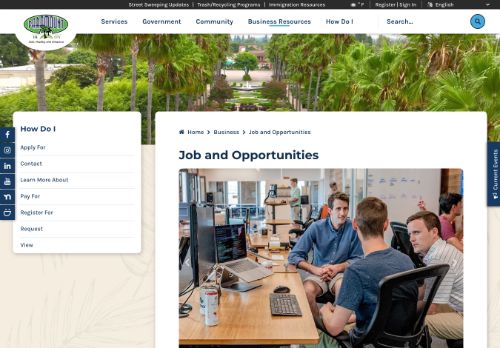 Street Sweeping Updates | Trash/Recycling Programs | Immigration Resources
° F
Register | Sign In
English
PARAMOUNT
Services
Government
Community
Business Resources
How Do I
Search...
How Do I
Apply For
Contact
Learn More About
Pay For
Register For
Request
View
Home > Business > Job and Opportunities
Job and Opportunities
Current Events